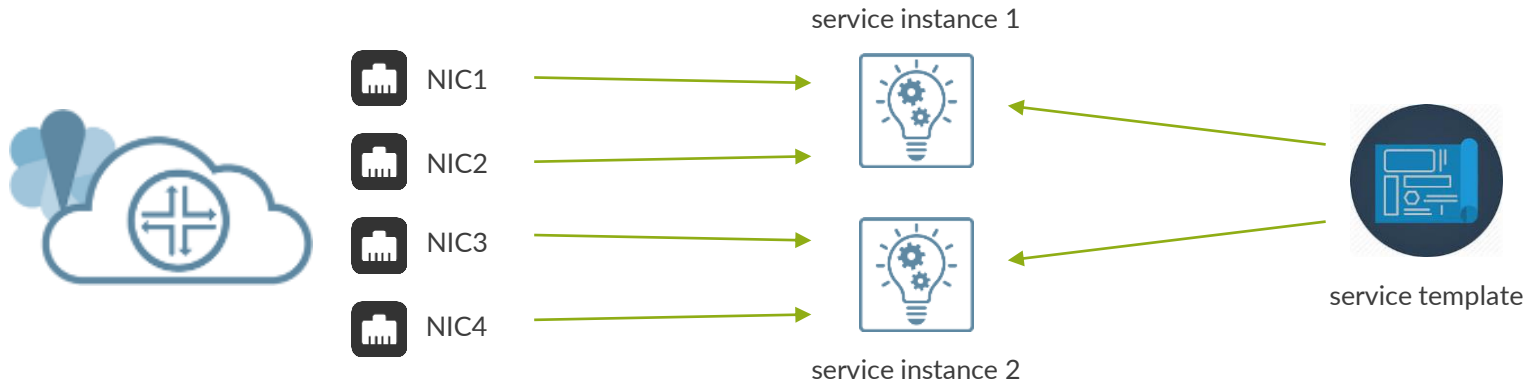 service instance 1
NIC1
NIC2
NIC3
NIC4
service template
service instance 2